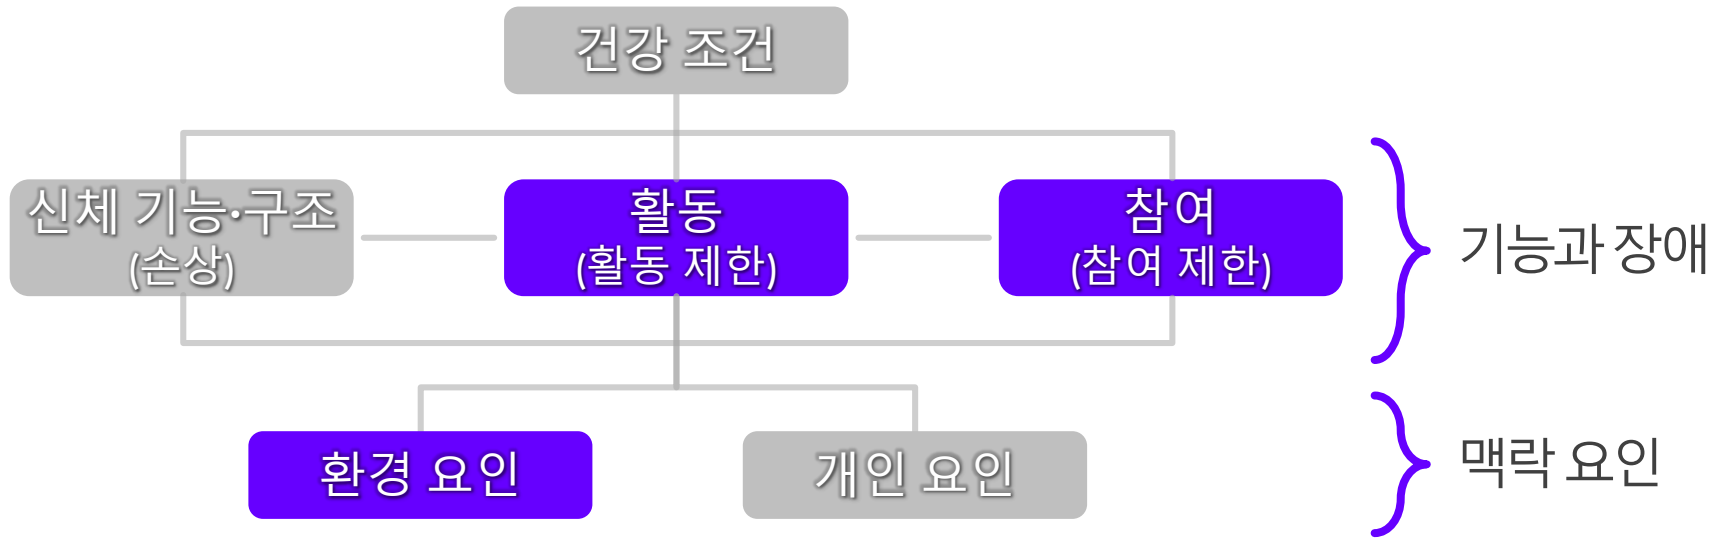 건강 조건
신체 기능·구조
(손상)
활동
(활동 제한)
참여
(참여 제한)
기능과 장애
환경 요인
개인 요인
맥락 요인